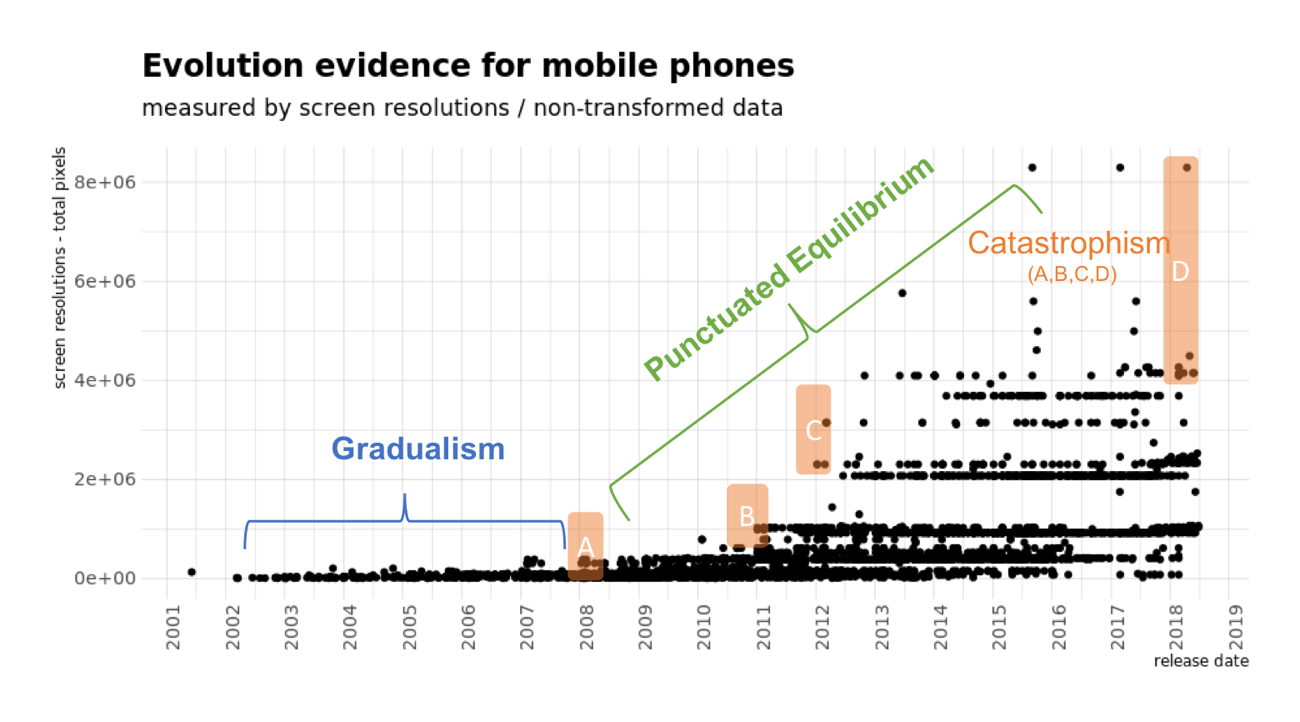 Evolution evidence for mobile phones
measured by screen resolutions / non-transformed data
screen resolutions - total pixels
8e+06
6e+06
4e+06
2e+06
0e+00
Punctuated Equilibrium
Catastrophism
(A,B,C,D)
Gradualism
A
B
C
D
2001
2002
2003
2004
2005
2006
2007
2008
2009
2010
2011
2012
2013
2014
2015
2016
2017
2018
2019
release date